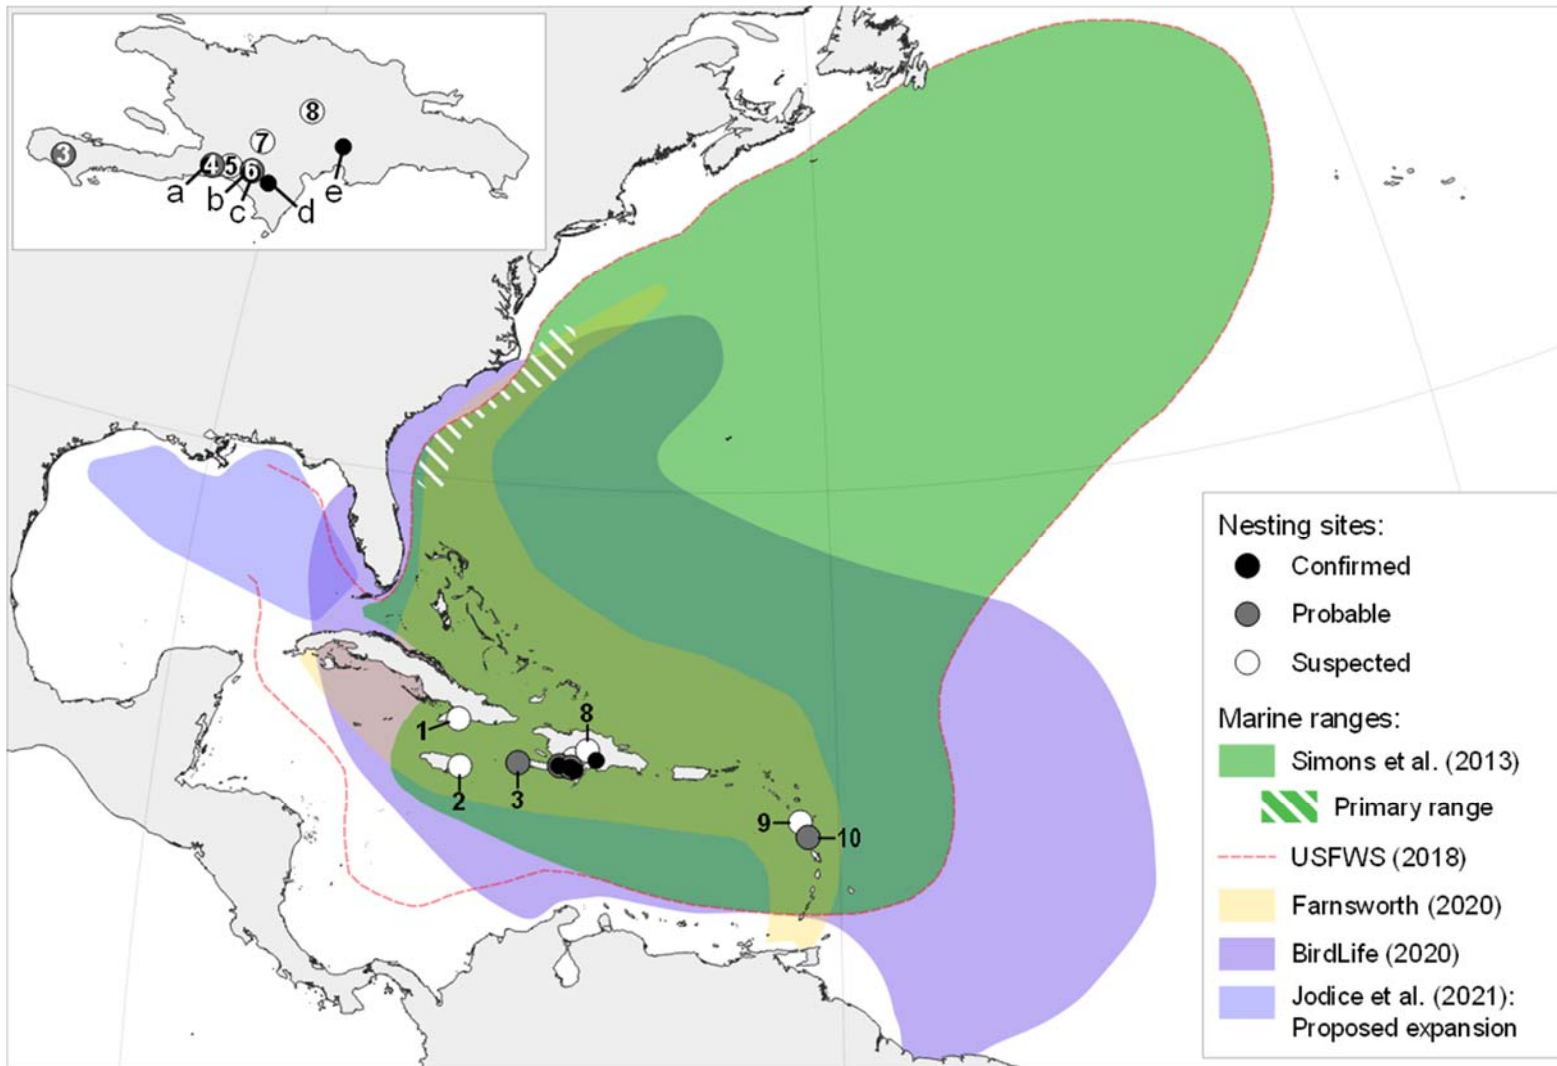 8
7
3
4
5
6
a
b
c
d
e
8
1
2
3
9
10
Nesting sites:
Confirmed
Probable
Suspected
Marine ranges:
Simons et al. (2013)
Primary range
USFWS (2018)
Farnsworth (2020)
BirdLife (2020)
Jodice et al. (2021):
Proposed expansion